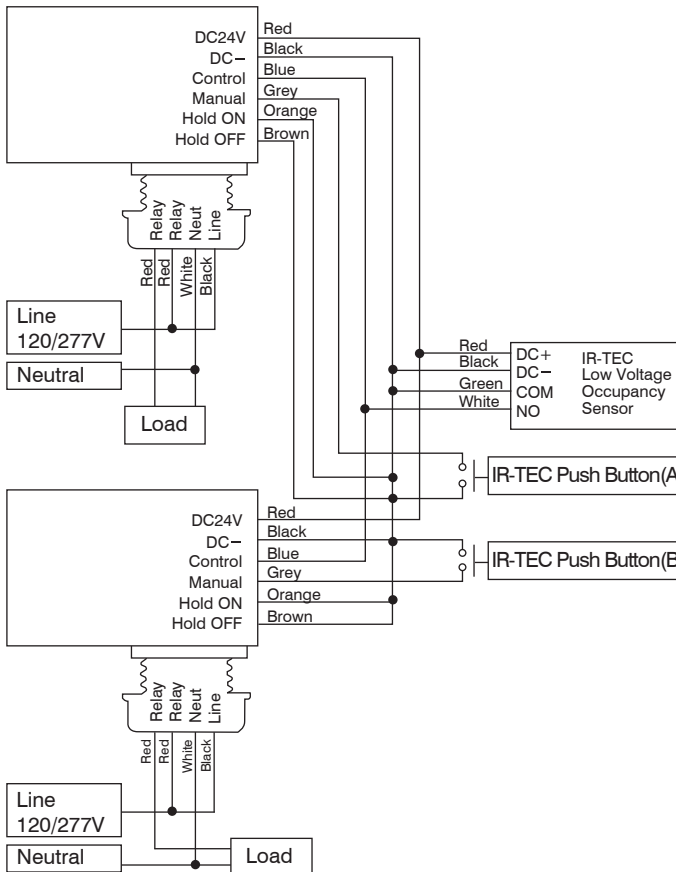 DC24V Red
DC− Black
Control Blue
Manual Grey
Hold ON Orange
Hold OFF Brown
Relay
Relay
Neut
Line
Red
Red
White
Black
Line
120/277V
Neutral
Load
Red DC+ IR-TEC
Black DC− Low Voltage
Green COM Occupancy
White NO Sensor
IR-TEC Push Button(A
IR-TEC Push Button(B
DC24V Red
DC− Black
Control Blue
Manual Grey
Hold ON Orange
Hold OFF Brown
Relay
Relay
Neut
Line
Red
Red
White
Black
Line
120/277V
Neutral
Load